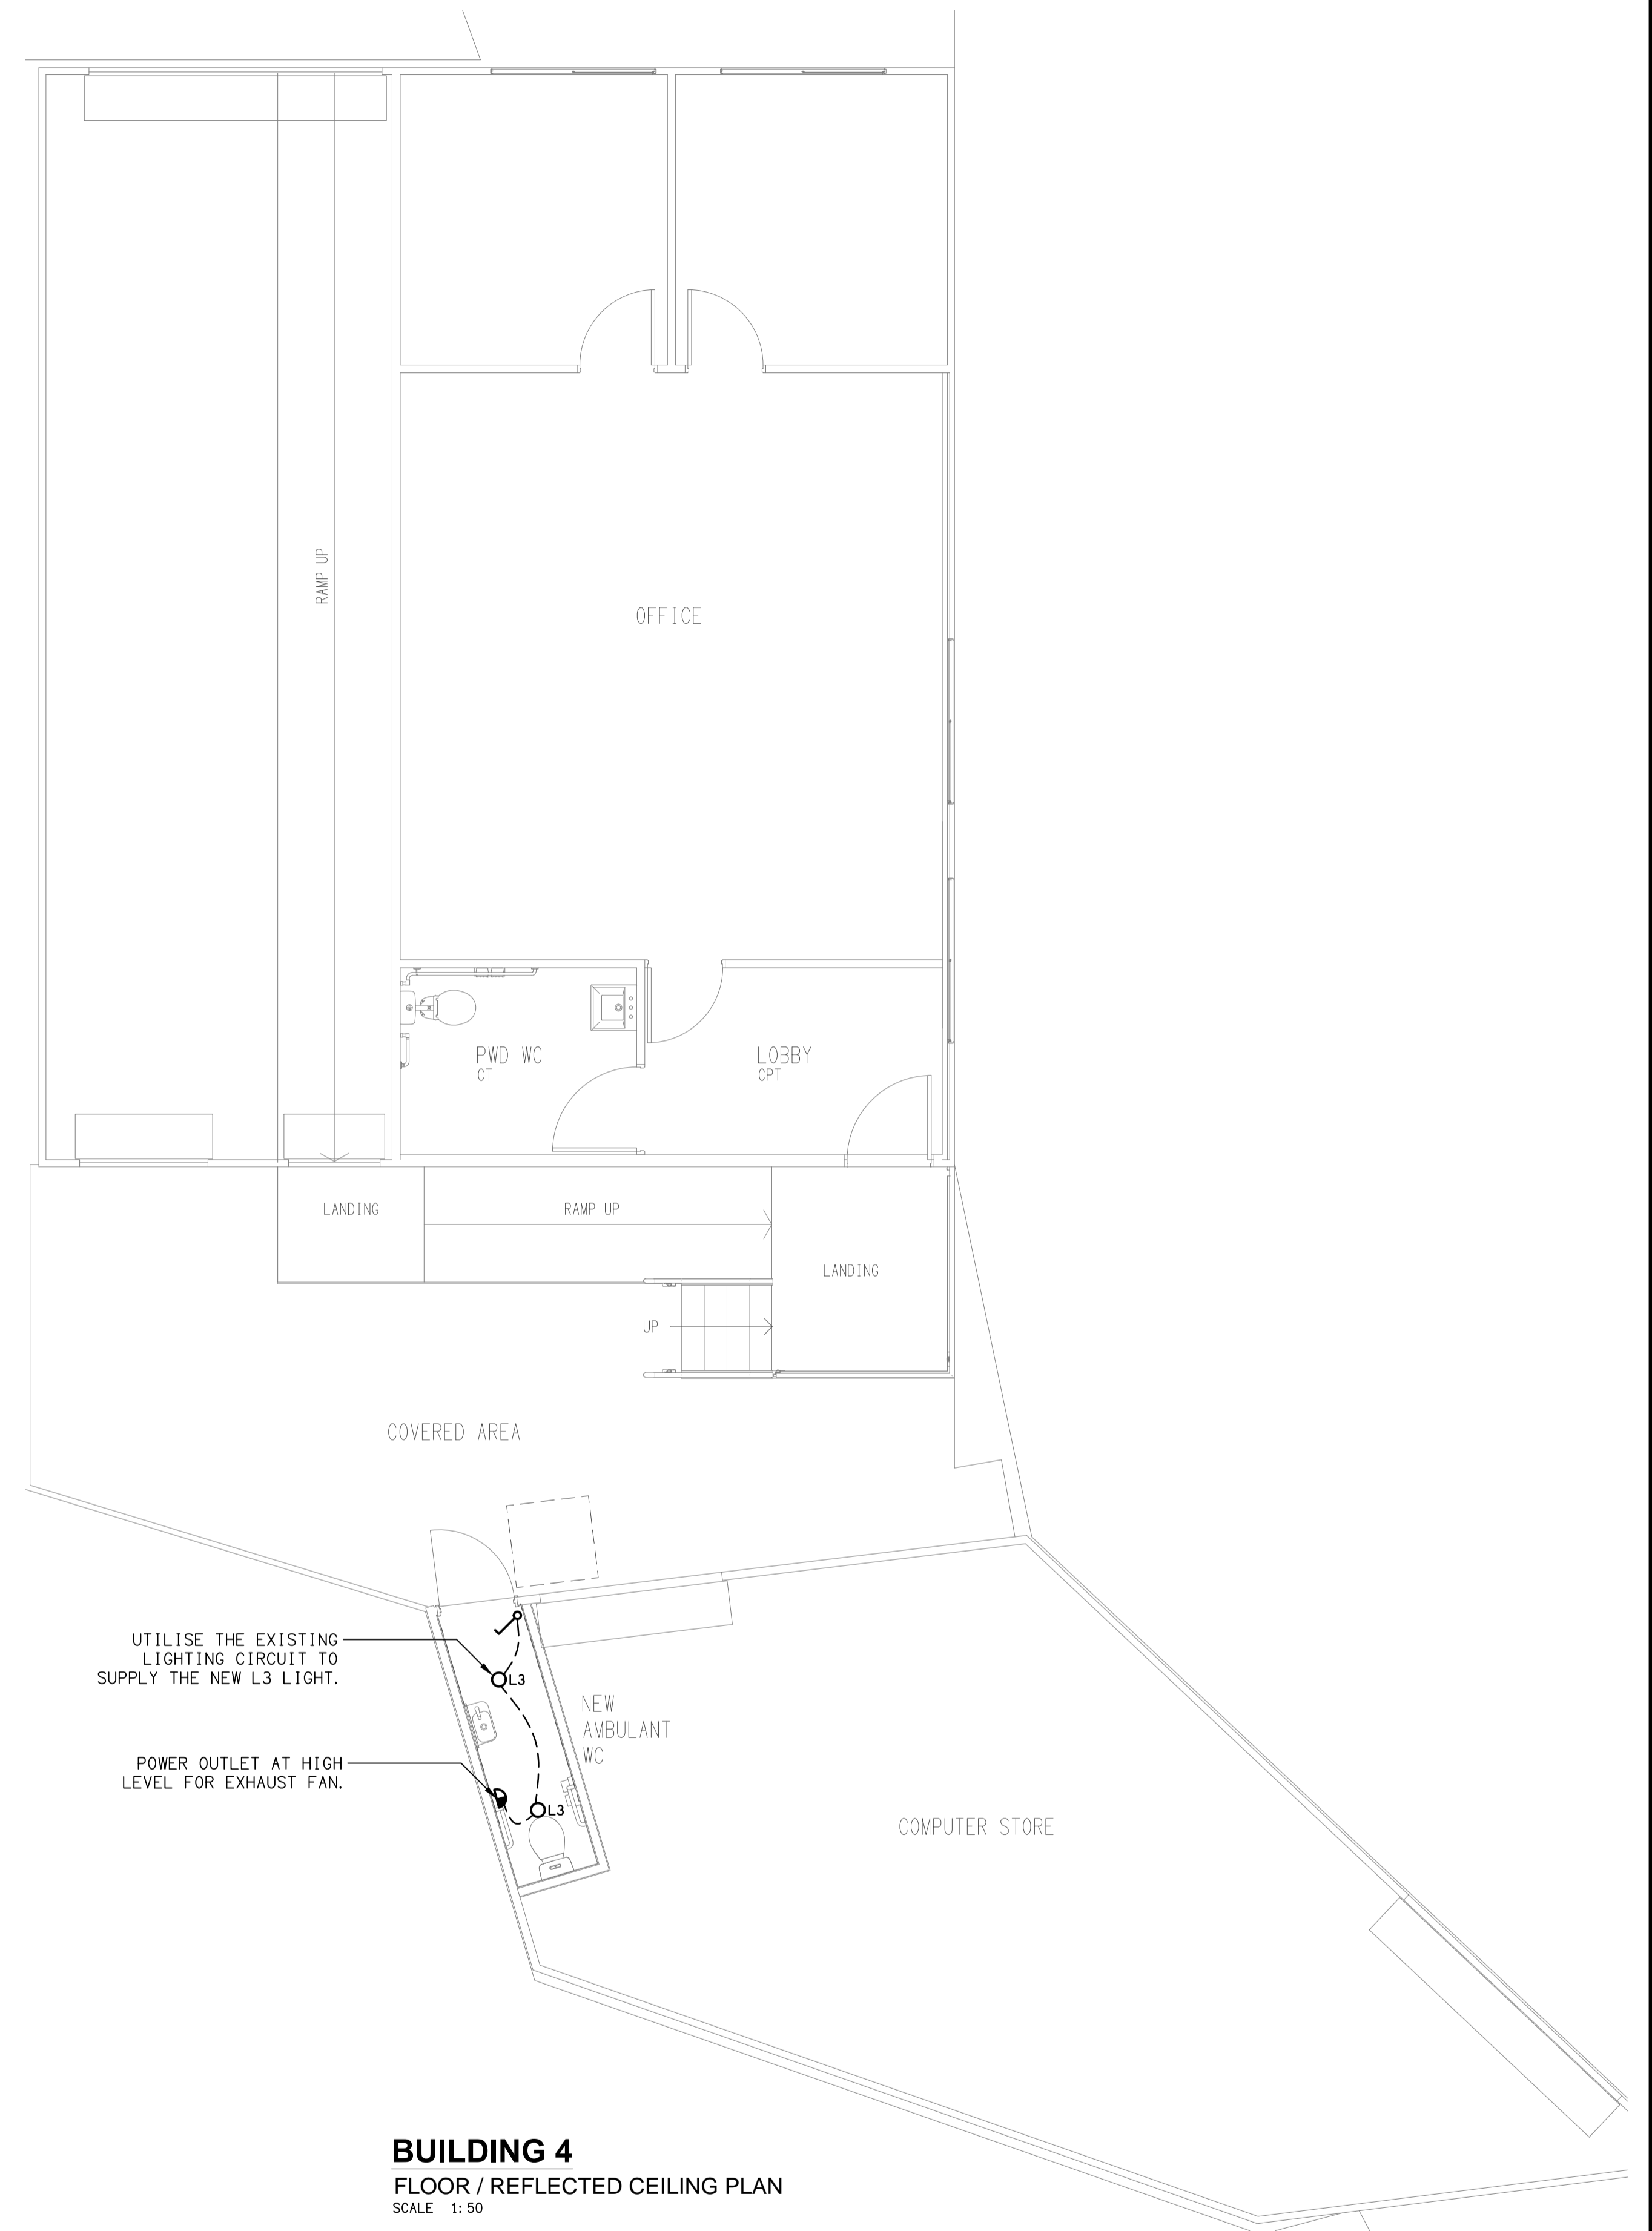 RAMP UP
OFFICE
PWD WC
CT
LOBBY
CPT
LANDING
RAMP UP
LANDING
UP
COVERED AREA
UTILISE THE EXISTING
LIGHTING CIRCUIT TO
SUPPLY THE NEW L3 LIGHT.
L3
NEW
AMBULANT
WC
POWER OUTLET AT HIGH
LEVEL FOR EXHAUST FAN.
L3
COMPUTER STORE
BUILDING 4
FLOOR / REFLECTED CEILING PLAN
SCALE 1:50